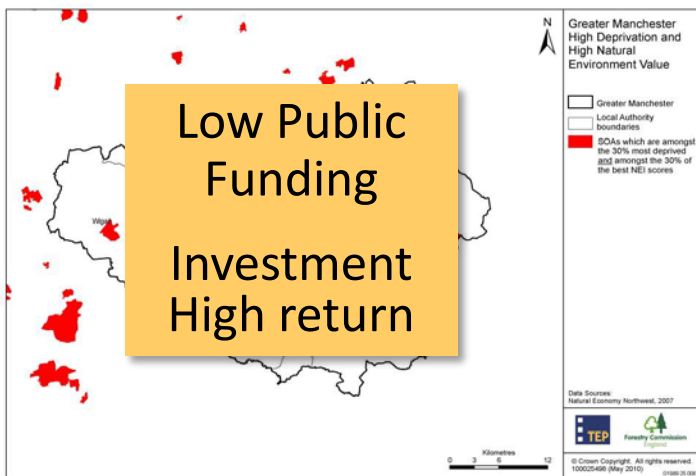 N
Greater Manchester
High Deprivation and
High Natural
Environment Value
Greater Manchester
Local Authority
boundaries
SOAs which are amongst
the 30% most deprived
and amongst the 30% of
the best NEI scores
Low Public
Funding
Investment
High return
Kilometres
0 3 6 12
Data Sources:
Natural Economy Northwest, 2007
TEP
Forestry Commission
England
© Crown Copyright. All rights reserved.
100025498 (May 2010)